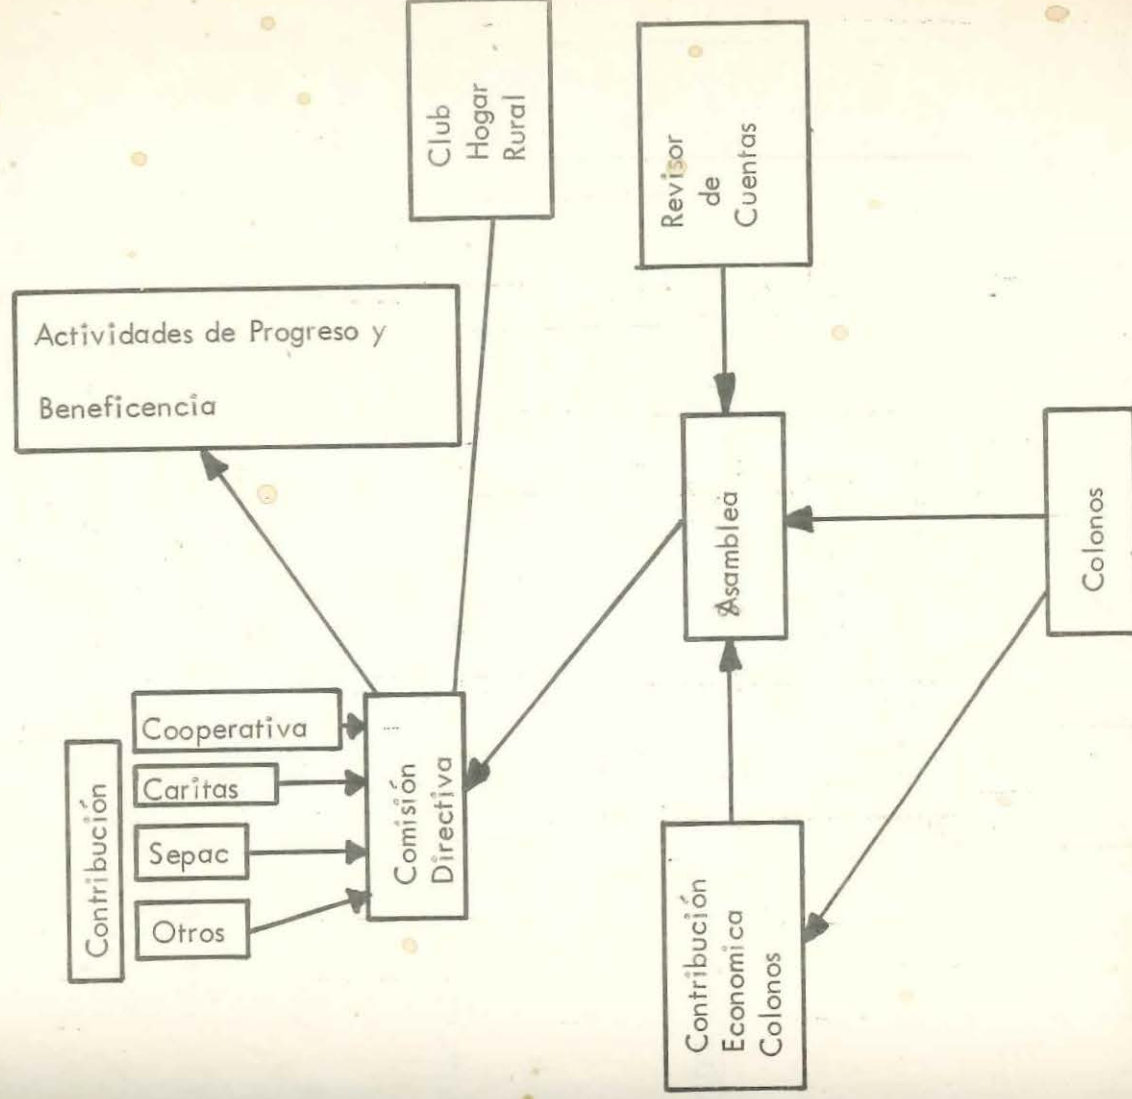 Club
Hogar
Rural
Revisor
de
Cuentas
Actividades de Progreso y
Beneficencia
Asamblea
Colonos
Contribución
Cooperativa
Caritas
Sepac
Otros
Comisión
Directiva
Contribución
Economica
Colonos